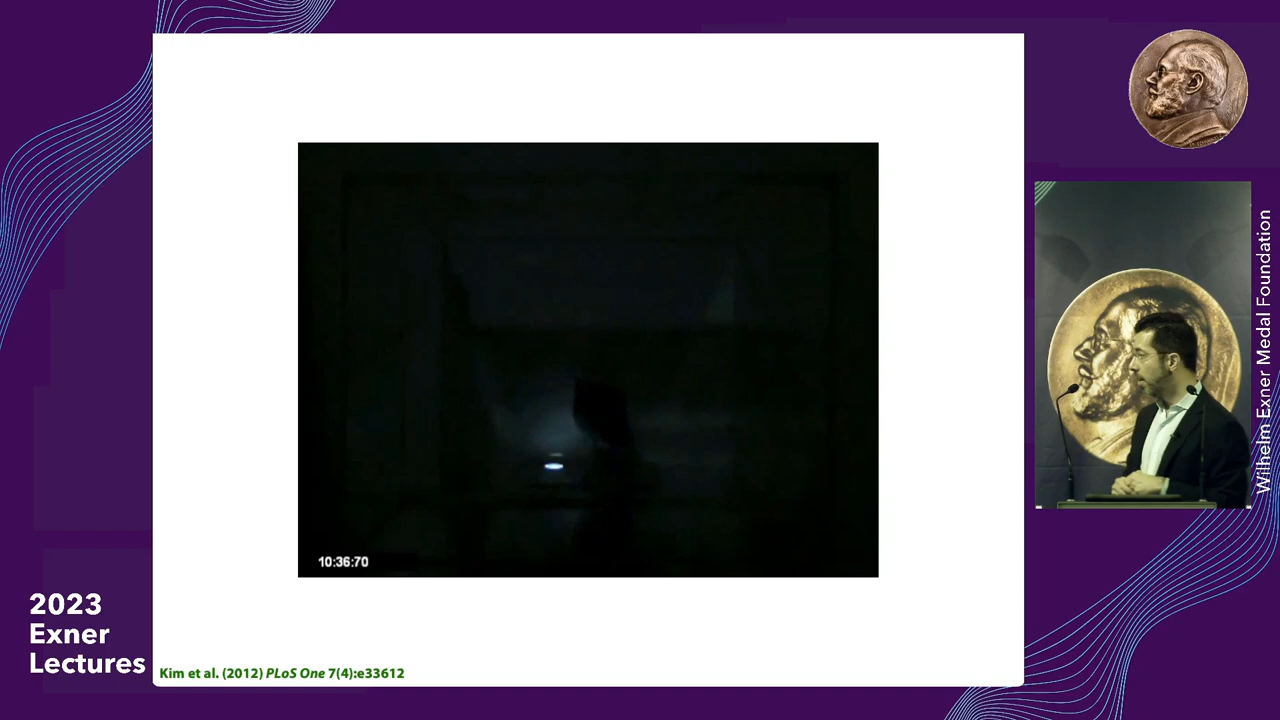 10:36:70
Kim et al. (2012) PLoS One 7(4):e33612
2023
Exner
Lectures
Wilhelm Exner Medal Foundation